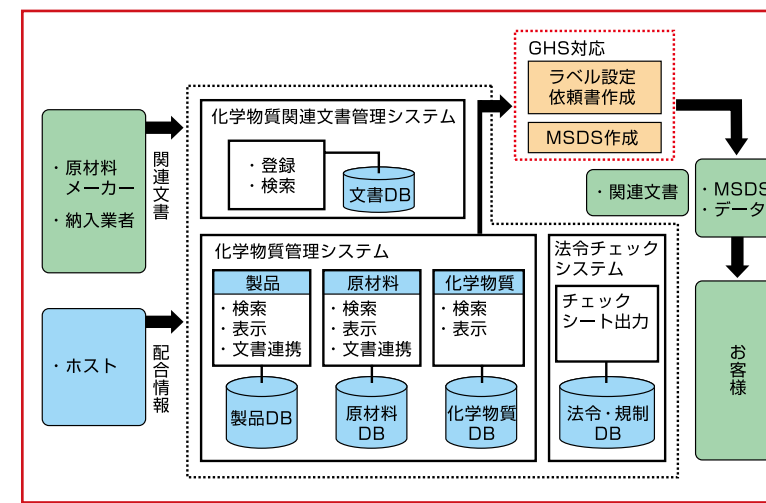 GHS対応
ラベル設定
依頼書作成
MSDS作成
化学物質関連文書管理システム
・登録
・検索
文書DB
・原材料
メーカー
・納入業者
関連文書
・関連文書
・MSDS
・データ
化学物質管理システム
製品
・検索
・表示
・文書連携
原材料
・検索
・表示
・文書連携
化学物質
・検索
・表示
法令チェック
システム
チェック
シート出力
・ホスト
配合情報
製品DB
原材料
DB
化学物質
DB
法令・規制
DB
お客様